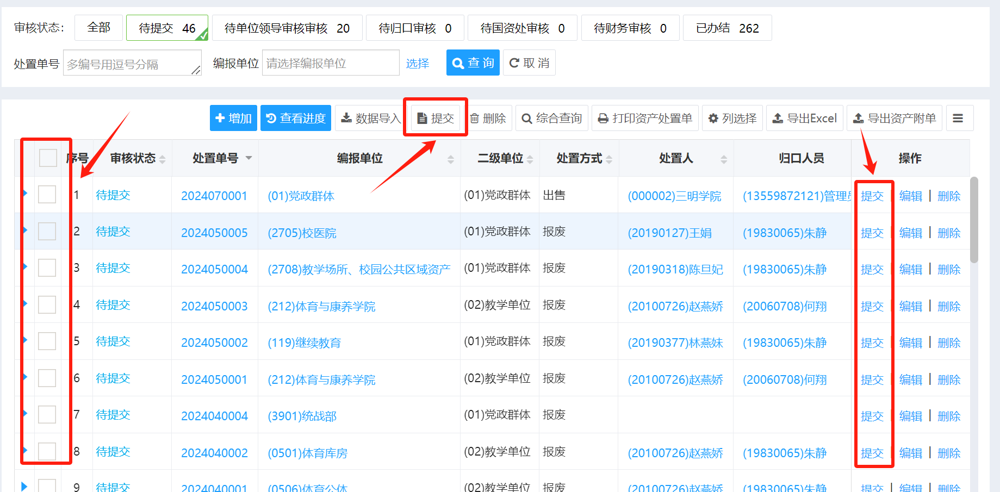 审核状态： 全部 待提交 46 待单位领导审核审核 20 待归口审核 0 待国资处审核 0 待财务审核 0 已办结 262
处置单号 多编号用逗号分隔 编报单位 请选择编报单位 选择 查 询 取 消
增加 查看进度 数据导入 提交 删除 综合查询 打印资产处置单 列选择 导出Excel 导出资产附单
序号 审核状态 处置单号 编报单位 二级单位 处置方式 处置人 归口人员 操作
1 待提交 2024070001 (01)党政群体 (01)党政群体 出售 (000002)三明学院 (13559872121)管理员 提交 | 编辑 | 删除
2 待提交 2024050005 (2705)校医院 (01)党政群体 报废 (20190127)王娟 (19830065)朱静 提交 | 编辑 | 删除
3 待提交 2024050004 (2708)教学场所、校园公共区域资产 (01)党政群体 报废 (20190318)陈旦妃 (19830065)朱静 提交 | 编辑 | 删除
4 待提交 2024050003 (212)体育与康养学院 (02)教学单位 报废 (20100726)赵燕娇 (20060708)何翔 提交 | 编辑 | 删除
5 待提交 2024050002 (119)继续教育 (01)党政群体 报废 (20190377)林燕妹 (19830065)朱静 提交 | 编辑 | 删除
6 待提交 2024050001 (212)体育与康养学院 (02)教学单位 报废 (20100726)赵燕娇 (20060708)何翔 提交 | 编辑 | 删除
7 待提交 2024040004 (3901)统战部 (01)党政群体 报废 提交 | 编辑 | 删除
8 待提交 2024040002 (0501)体育库房 (02)教学单位 报废 (20100726)赵燕娇 (19830065)朱静 提交 | 编辑 | 删除
9 待提交 2024040001 (0506)体育公体 (02)教学单位 报废 (20100726)赵燕娇 (19830065)朱静 提交 | 编辑 | 删除